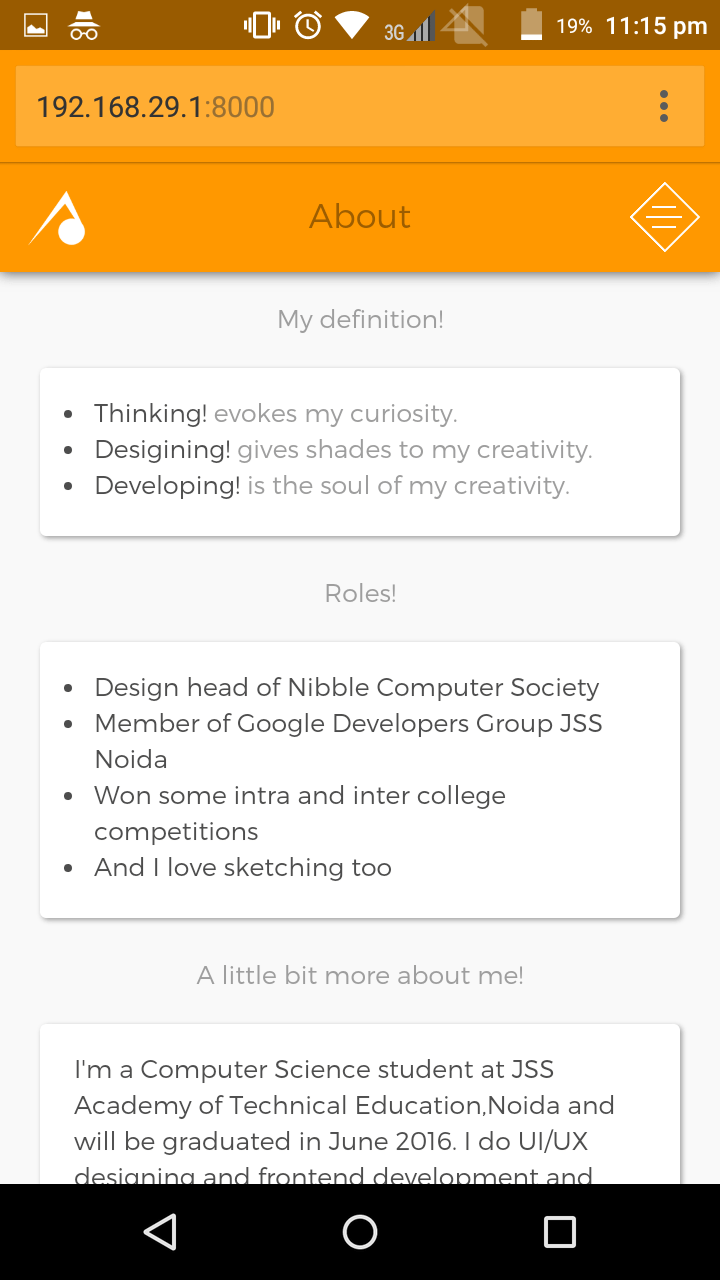 3G 19% 11:15 pm
192.168.29.1:8000
About
My definition!
Thinking! evokes my curiosity.
Desigining! gives shades to my creativity.
Developing! is the soul of my creativity.
Roles!
Design head of Nibble Computer Society
Member of Google Developers Group JSS
Noida
Won some intra and inter college
competitions
And I love sketching too
A little bit more about me!
I'm a Computer Science student at JSS
Academy of Technical Education,Noida and
will be graduated in June 2016. I do UI/UX
designing and frontend development and